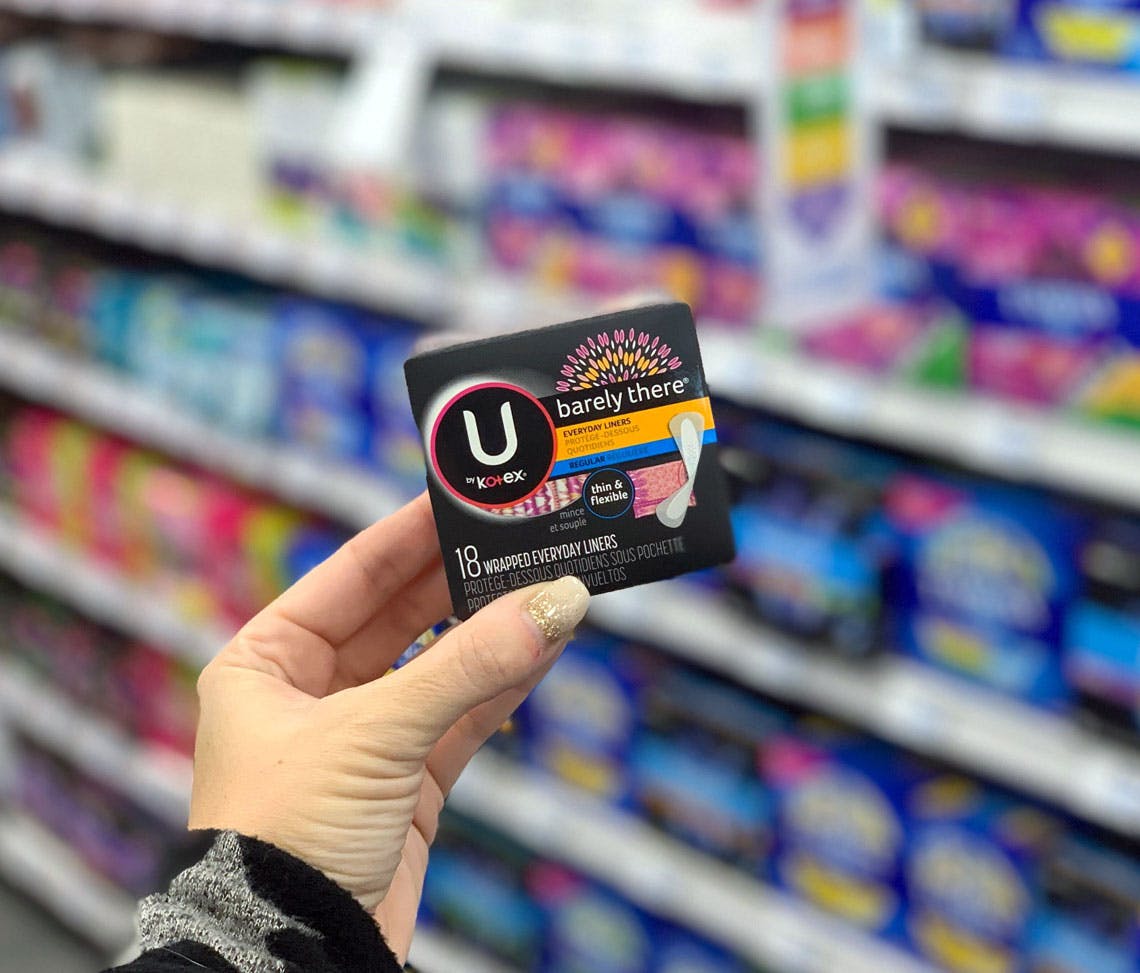 U
by kotex®
barely there®
EVERYDAY LINERS
PROTÈGE-DESSOUS
QUOTIDIENS
REGULAR RÉGULIÈRE
thin &
flexible
mince
et souple
18 WRAPPED EVERYDAY LINERS
PROTÈGE-DESSOUS QUOTIDIENS SOUS POCHETTE